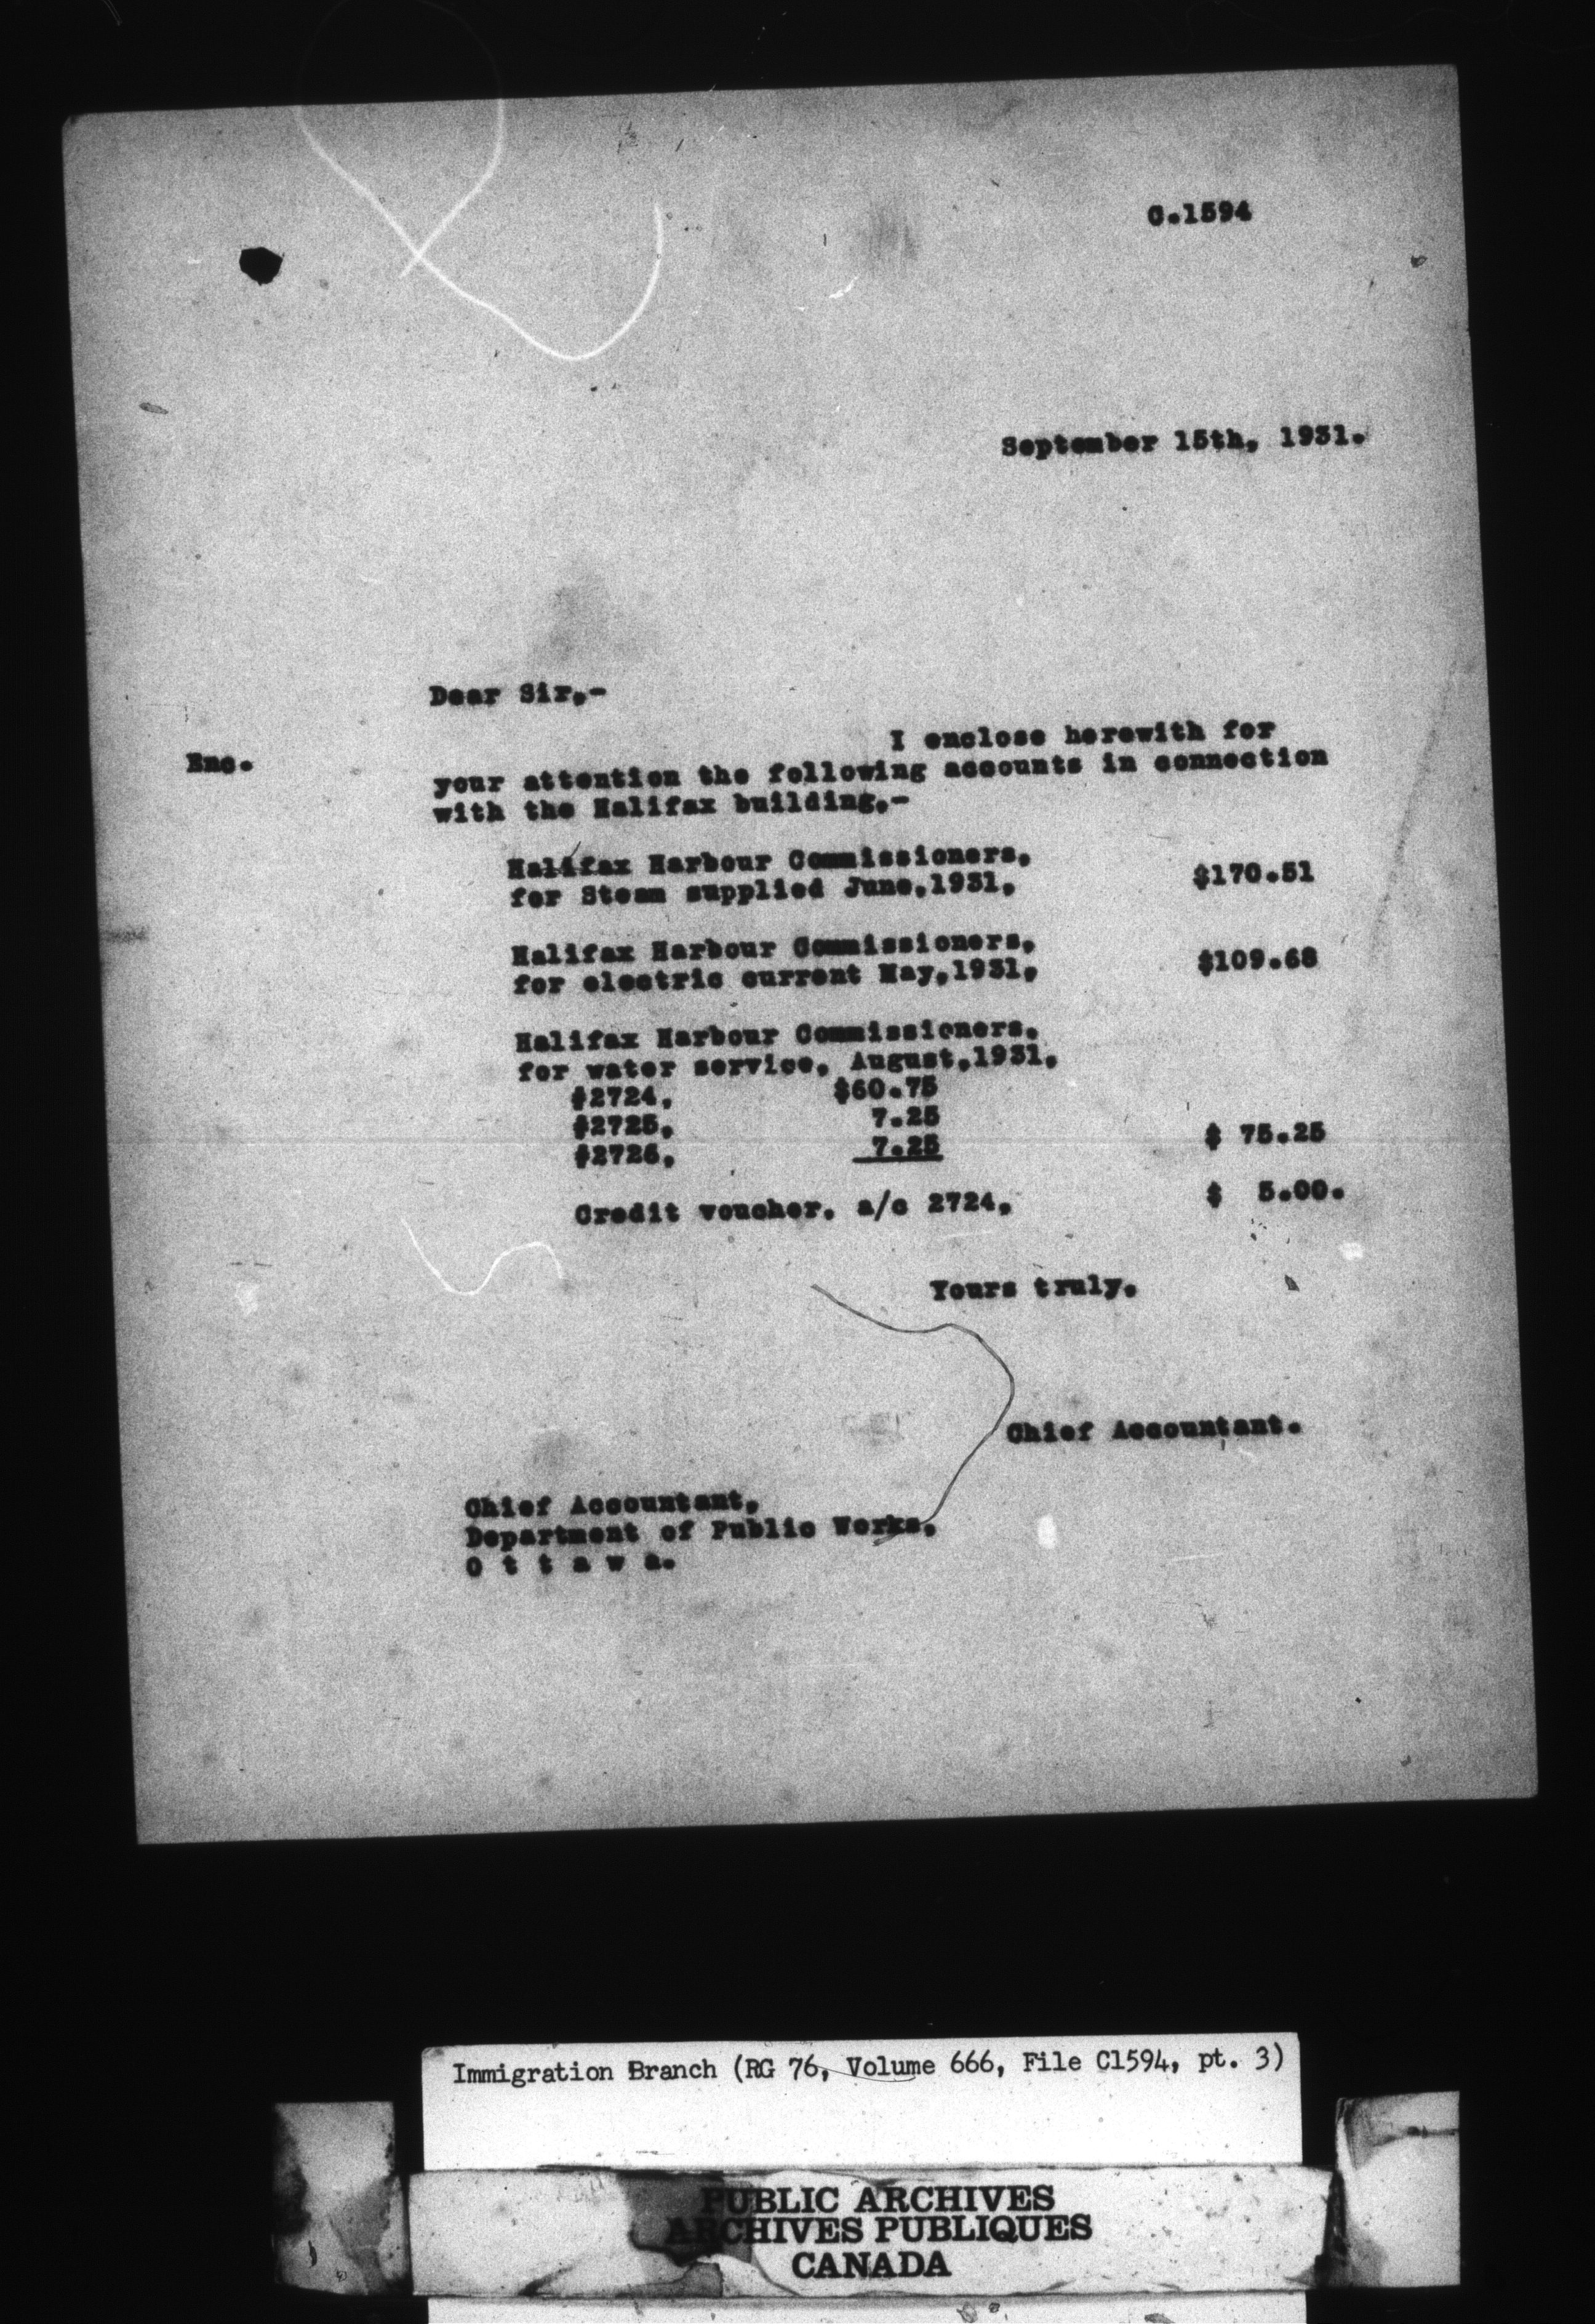 C.1594
September 15th, 1931.
Dear Sir,-
Enc.
I enclose herewith for
your attention the following accounts in connection
with the Halifax building,-
Halifax Harbour Commissioners,
for Steam supplied June,1931, $170.51
Halifax Harbour Commissioners,
for electric current May,1931, $109.68
Halifax Harbour Commissioners,
for water service, August,1931,
#2724, $60.75
#2725, 7.25
#2726, 7.25 $ 75.25
Credit voucher, a/c 2724, $ 5.00.
Yours truly,
Chief Accountant.
Chief Accountant,
Department of Public Works,
O t t a w a.
Immigration Branch (RG 76, Volume 666, File C1594, pt. 3)
PUBLIC ARCHIVES
ARCHIVES PUBLIQUES
CANADA